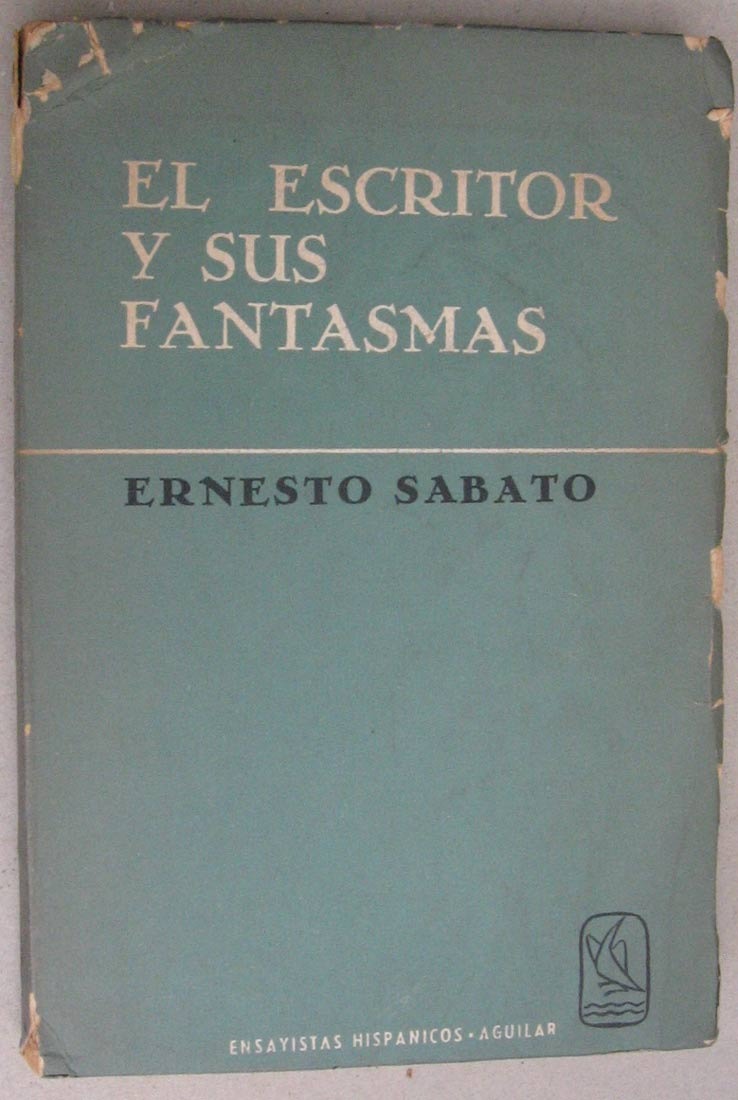 EL ESCRITOR
Y SUS
FANTASMAS
ERNESTO SABATO
ENSAYISTAS HISPANICOS • AGUILAR